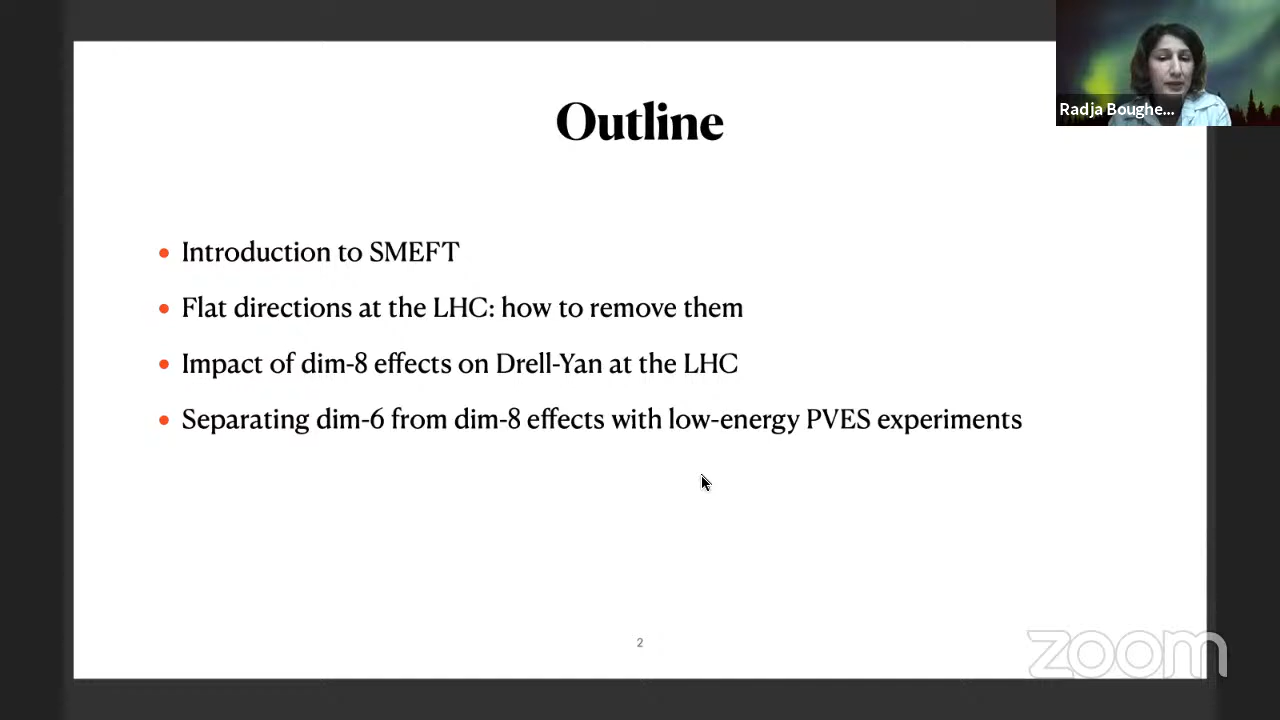 Outline
Radja Boughe...
• Introduction to SMEFT
• Flat directions at the LHC: how to remove them
• Impact of dim-8 effects on Drell-Yan at the LHC
• Separating dim-6 from dim-8 effects with low-energy PVES experiments
2
zoom